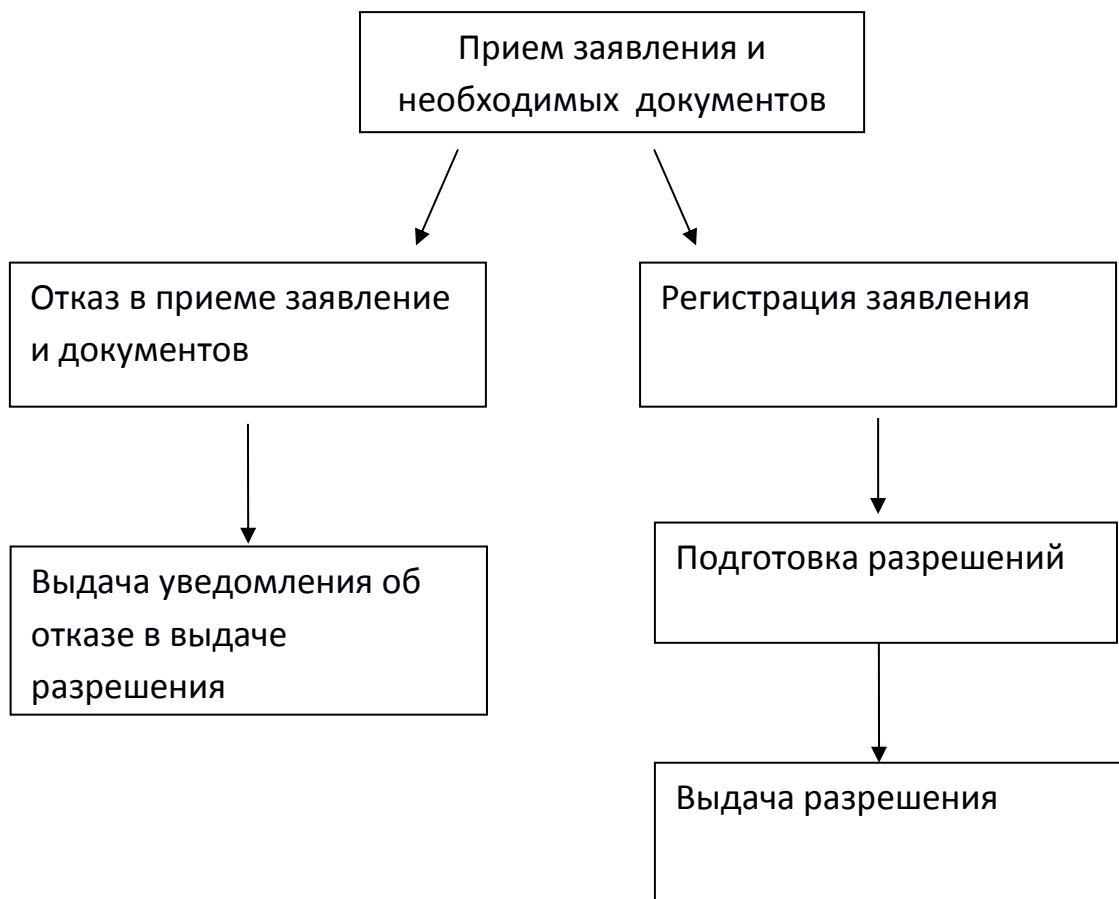 Прием заявления и
необходимых  документов
Отказ в приеме заявление
и документов
Регистрация заявления
Выдача уведомления об
отказе в выдаче
разрешения
Подготовка разрешений
Выдача разрешения